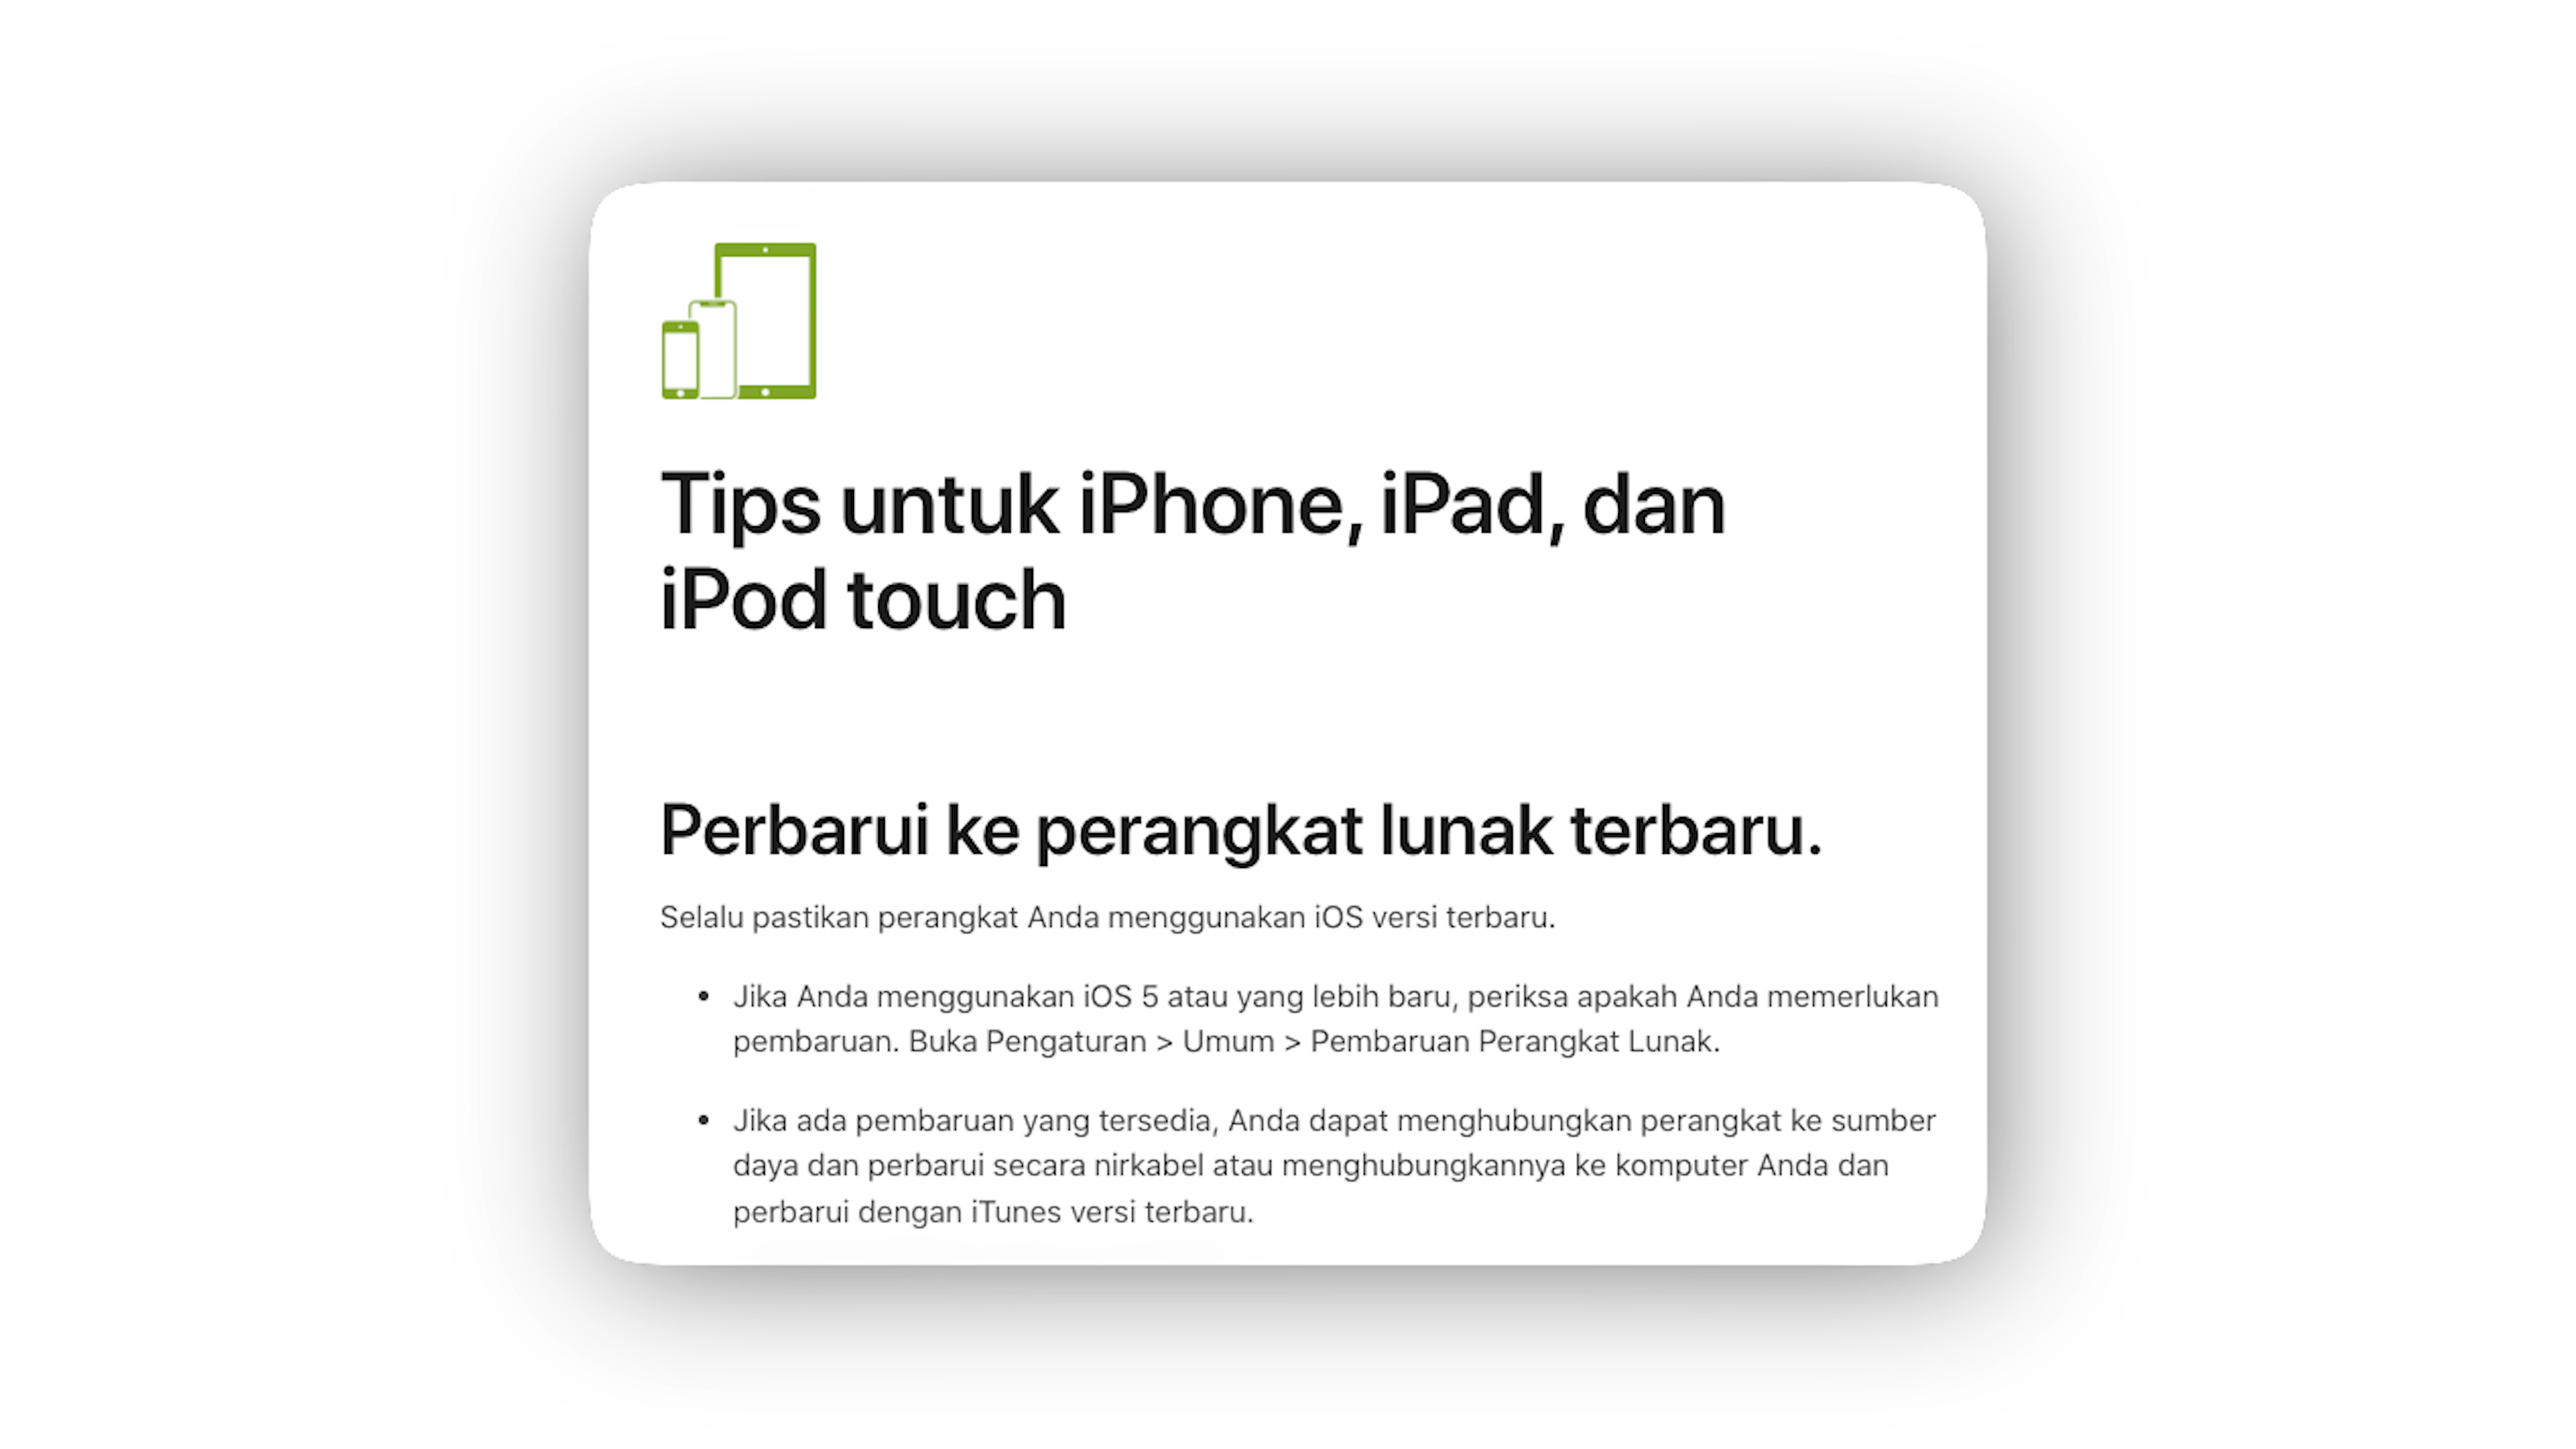 Tips untuk iPhone, iPad, dan
iPod touch
Perbarui ke perangkat lunak terbaru.
Selalu pastikan perangkat Anda menggunakan iOS versi terbaru.
• Jika Anda menggunakan iOS 5 atau yang lebih baru, periksa apakah Anda memerlukan
pembaruan. Buka Pengaturan > Umum > Pembaruan Perangkat Lunak.
• Jika ada pembaruan yang tersedia, Anda dapat menghubungkan perangkat ke sumber
daya dan perbarui secara nirkabel atau menghubungkannya ke komputer Anda dan
perbarui dengan iTunes versi terbaru.